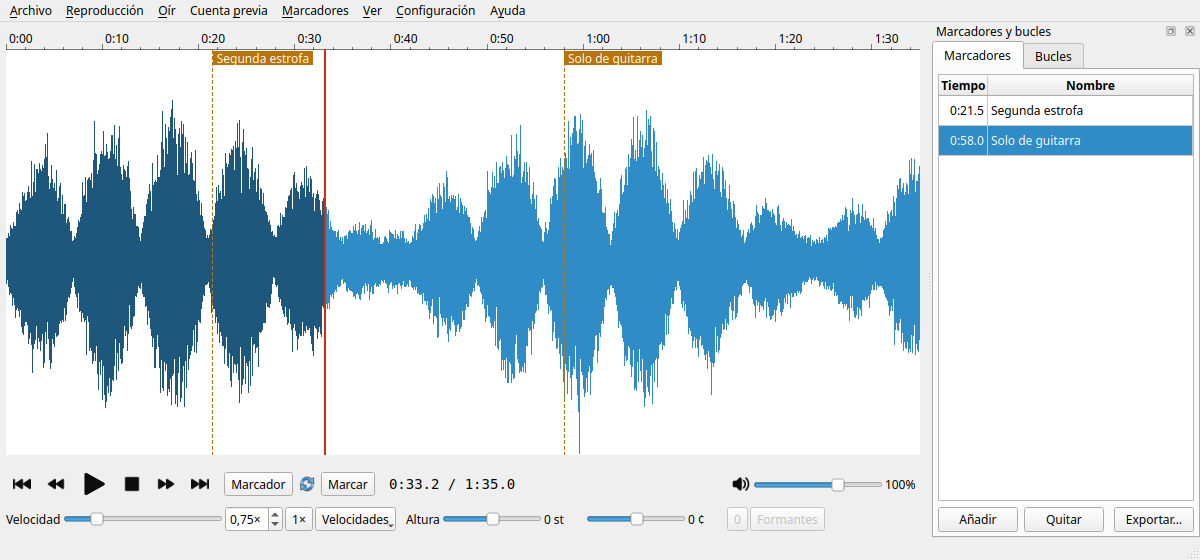 Archivo Reproducción Oír Cuenta previa Marcadores Ver Configuración Ayuda
0:00 0:10 0:20 0:30 0:40 0:50 1:00 1:10 1:20 1:30
Segunda estrofa Solo de guitarra
Marcadores y bucles
Marcadores Bucles
Tiempo Nombre
0:21.5 Segunda estrofa
0:58.0 Solo de guitarra
Marcador Marcar 0:33.2 / 1:35.0 100%
Velocidad 0,75× 1× Velocidades Altura 0 st 0 ¢ 0 Formantes
Añadir Quitar Exportar...